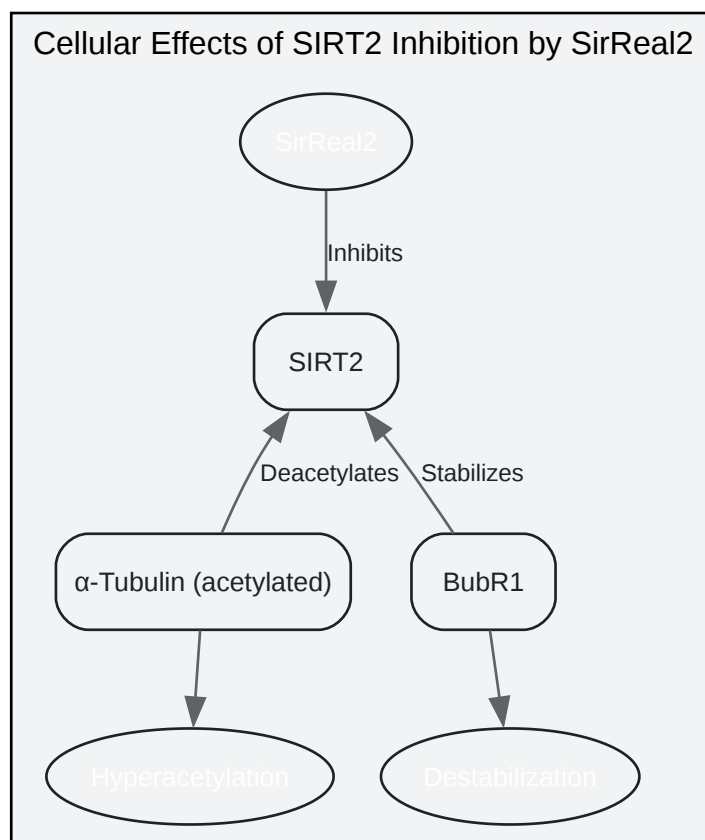 Cellular Effects of SIRT2 Inhibition by SirReal2
SirReal2
Inhibits
SIRT2
Deacetylates
Stabilizes
α-Tubulin (acetylated)
BubR1
Hyperacetylation
Destabilization